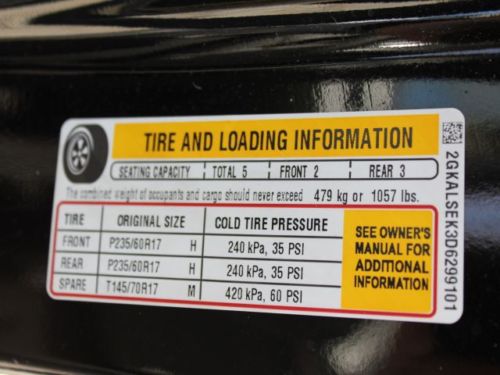 TIRE AND LOADING INFORMATION
SEATING CAPACITY TOTAL 5 FRONT 2 REAR 3
The combined weight of occupants and cargo should never exceed 479 kg or 1057 lbs.
TIRE ORIGINAL SIZE COLD TIRE PRESSURE
FRONT P235/60R17 H 240 kPa, 35 PSI
REAR P235/60R17 H 240 kPa, 35 PSI
SPARE T145/70R17 M 420 kPa, 60 PSI
SEE OWNER'S
MANUAL FOR
ADDITIONAL
INFORMATION
2GKALSEK3D6299101